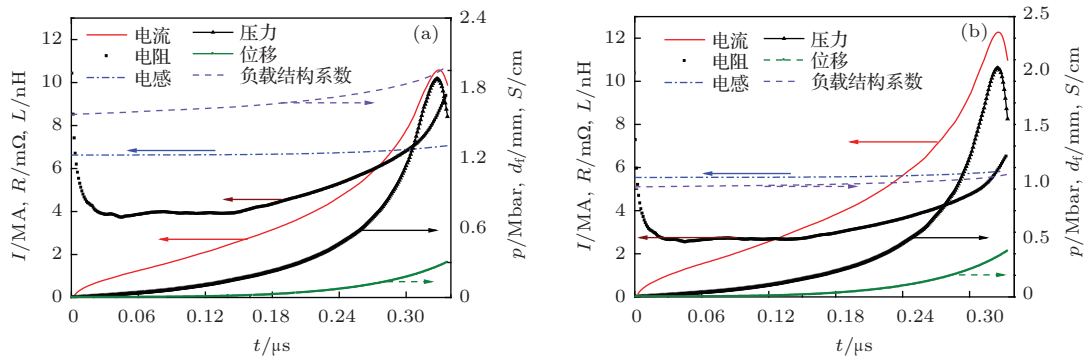 (a)
电流
压力
电阻
位移
电感
负载结构系数
I/MA, R/mΩ, L/nH
12
10
8
6
4
2
0
0
0.06
0.12
0.18
0.24
0.30
t/μs
2.4
1.8
1.2
0.6
0
p/Mbar, df/mm, S/cm
(b)
电流
压力
电阻
位移
电感
负载结构系数
I/MA, R/mΩ, L/nH
12
10
8
6
4
2
0
0
0.06
0.12
0.18
0.24
0.30
t/μs
2.5
2.0
1.5
1.0
0.5
0
p/Mbar, df/mm, S/cm